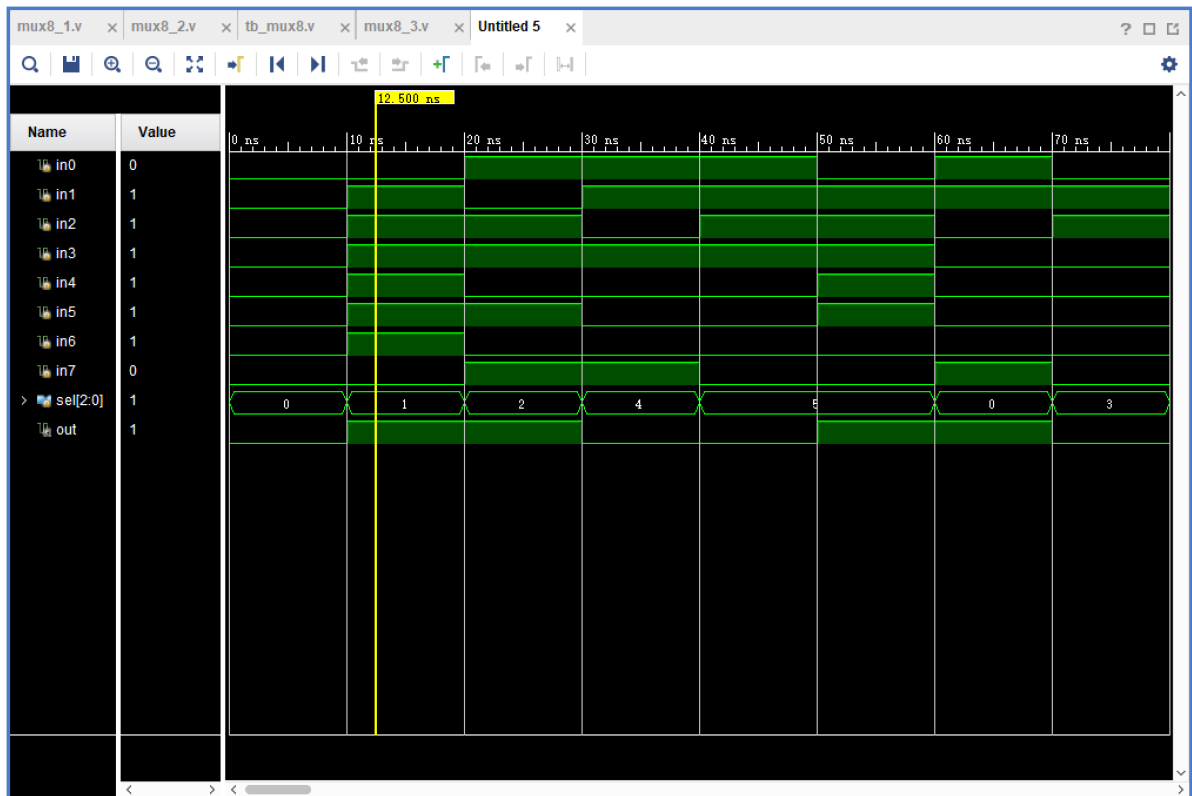 mux8_1.v × mux8_2.v × tb_mux8.v × mux8_3.v × Untitled 5 ×
12.500 ns
Name Value
0 ns 10 ns 20 ns 30 ns 40 ns 50 ns 60 ns 70 ns
in0 0
in1 1
in2 1
in3 1
in4 1
in5 1
in6 1
in7 0
sel[2:0] 1 0 1 2 4 5 0 3
out 1